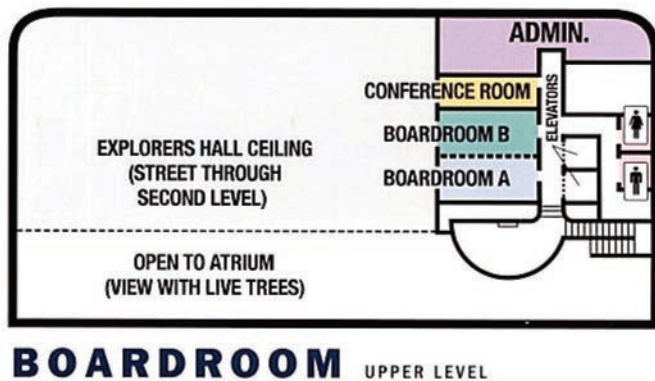 ADMIN.
CONFERENCE ROOM
ELEVATORS
BOARDROOM B
BOARDROOM A
EXPLORERS HALL CEILING
(STREET THROUGH
SECOND LEVEL)
OPEN TO ATRIUM
(VIEW WITH LIVE TREES)
BOARDROOM UPPER LEVEL